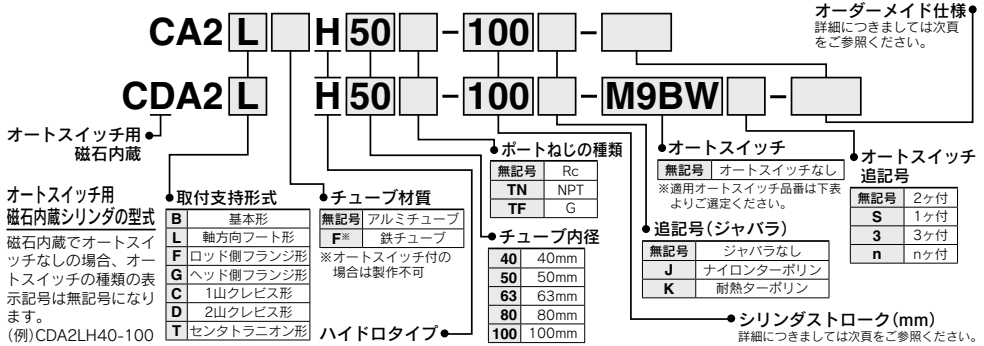 オーダーメイド仕様
詳細につきましては次頁
をご参照ください。
CA2 L H 50 -100 -
CDA2 L H 50 -100 -M9BW -
オートスイッチ用
磁石内蔵
オートスイッチ用
磁石内蔵シリンダの型式
磁石内蔵でオートスイ
ッチなしの場合、オー
トスイッチの種類の表
示記号は無記号になり
ます。
(例)CDA2LH40-100
取付支持形式
B 基本形
L 軸方向フート形
F ロッド側フランジ形
G ヘッド側フランジ形
C 1山クレビス形
D 2山クレビス形
T センタトラニオン形
チューブ材質
無記号 アルミチューブ
F※ 鉄チューブ
※オートスイッチ付の
場合は製作不可
ハイドロタイプ
ポートねじの種類
無記号 Rc
TN NPT
TF G
チューブ内径
40 40mm
50 50mm
63 63mm
80 80mm
100 100mm
オートスイッチ
無記号 オートスイッチなし
※適用オートスイッチ品番は下表
よりご選定ください。
追記号(ジャバラ)
無記号 ジャバラなし
J ナイロンターポリン
K 耐熱ターポリン
オートスイッチ
追記号
無記号 2ヶ付
S 1ヶ付
3 3ヶ付
n nヶ付
シリンダストローク(mm)
詳細につきましては次頁をご参照ください。